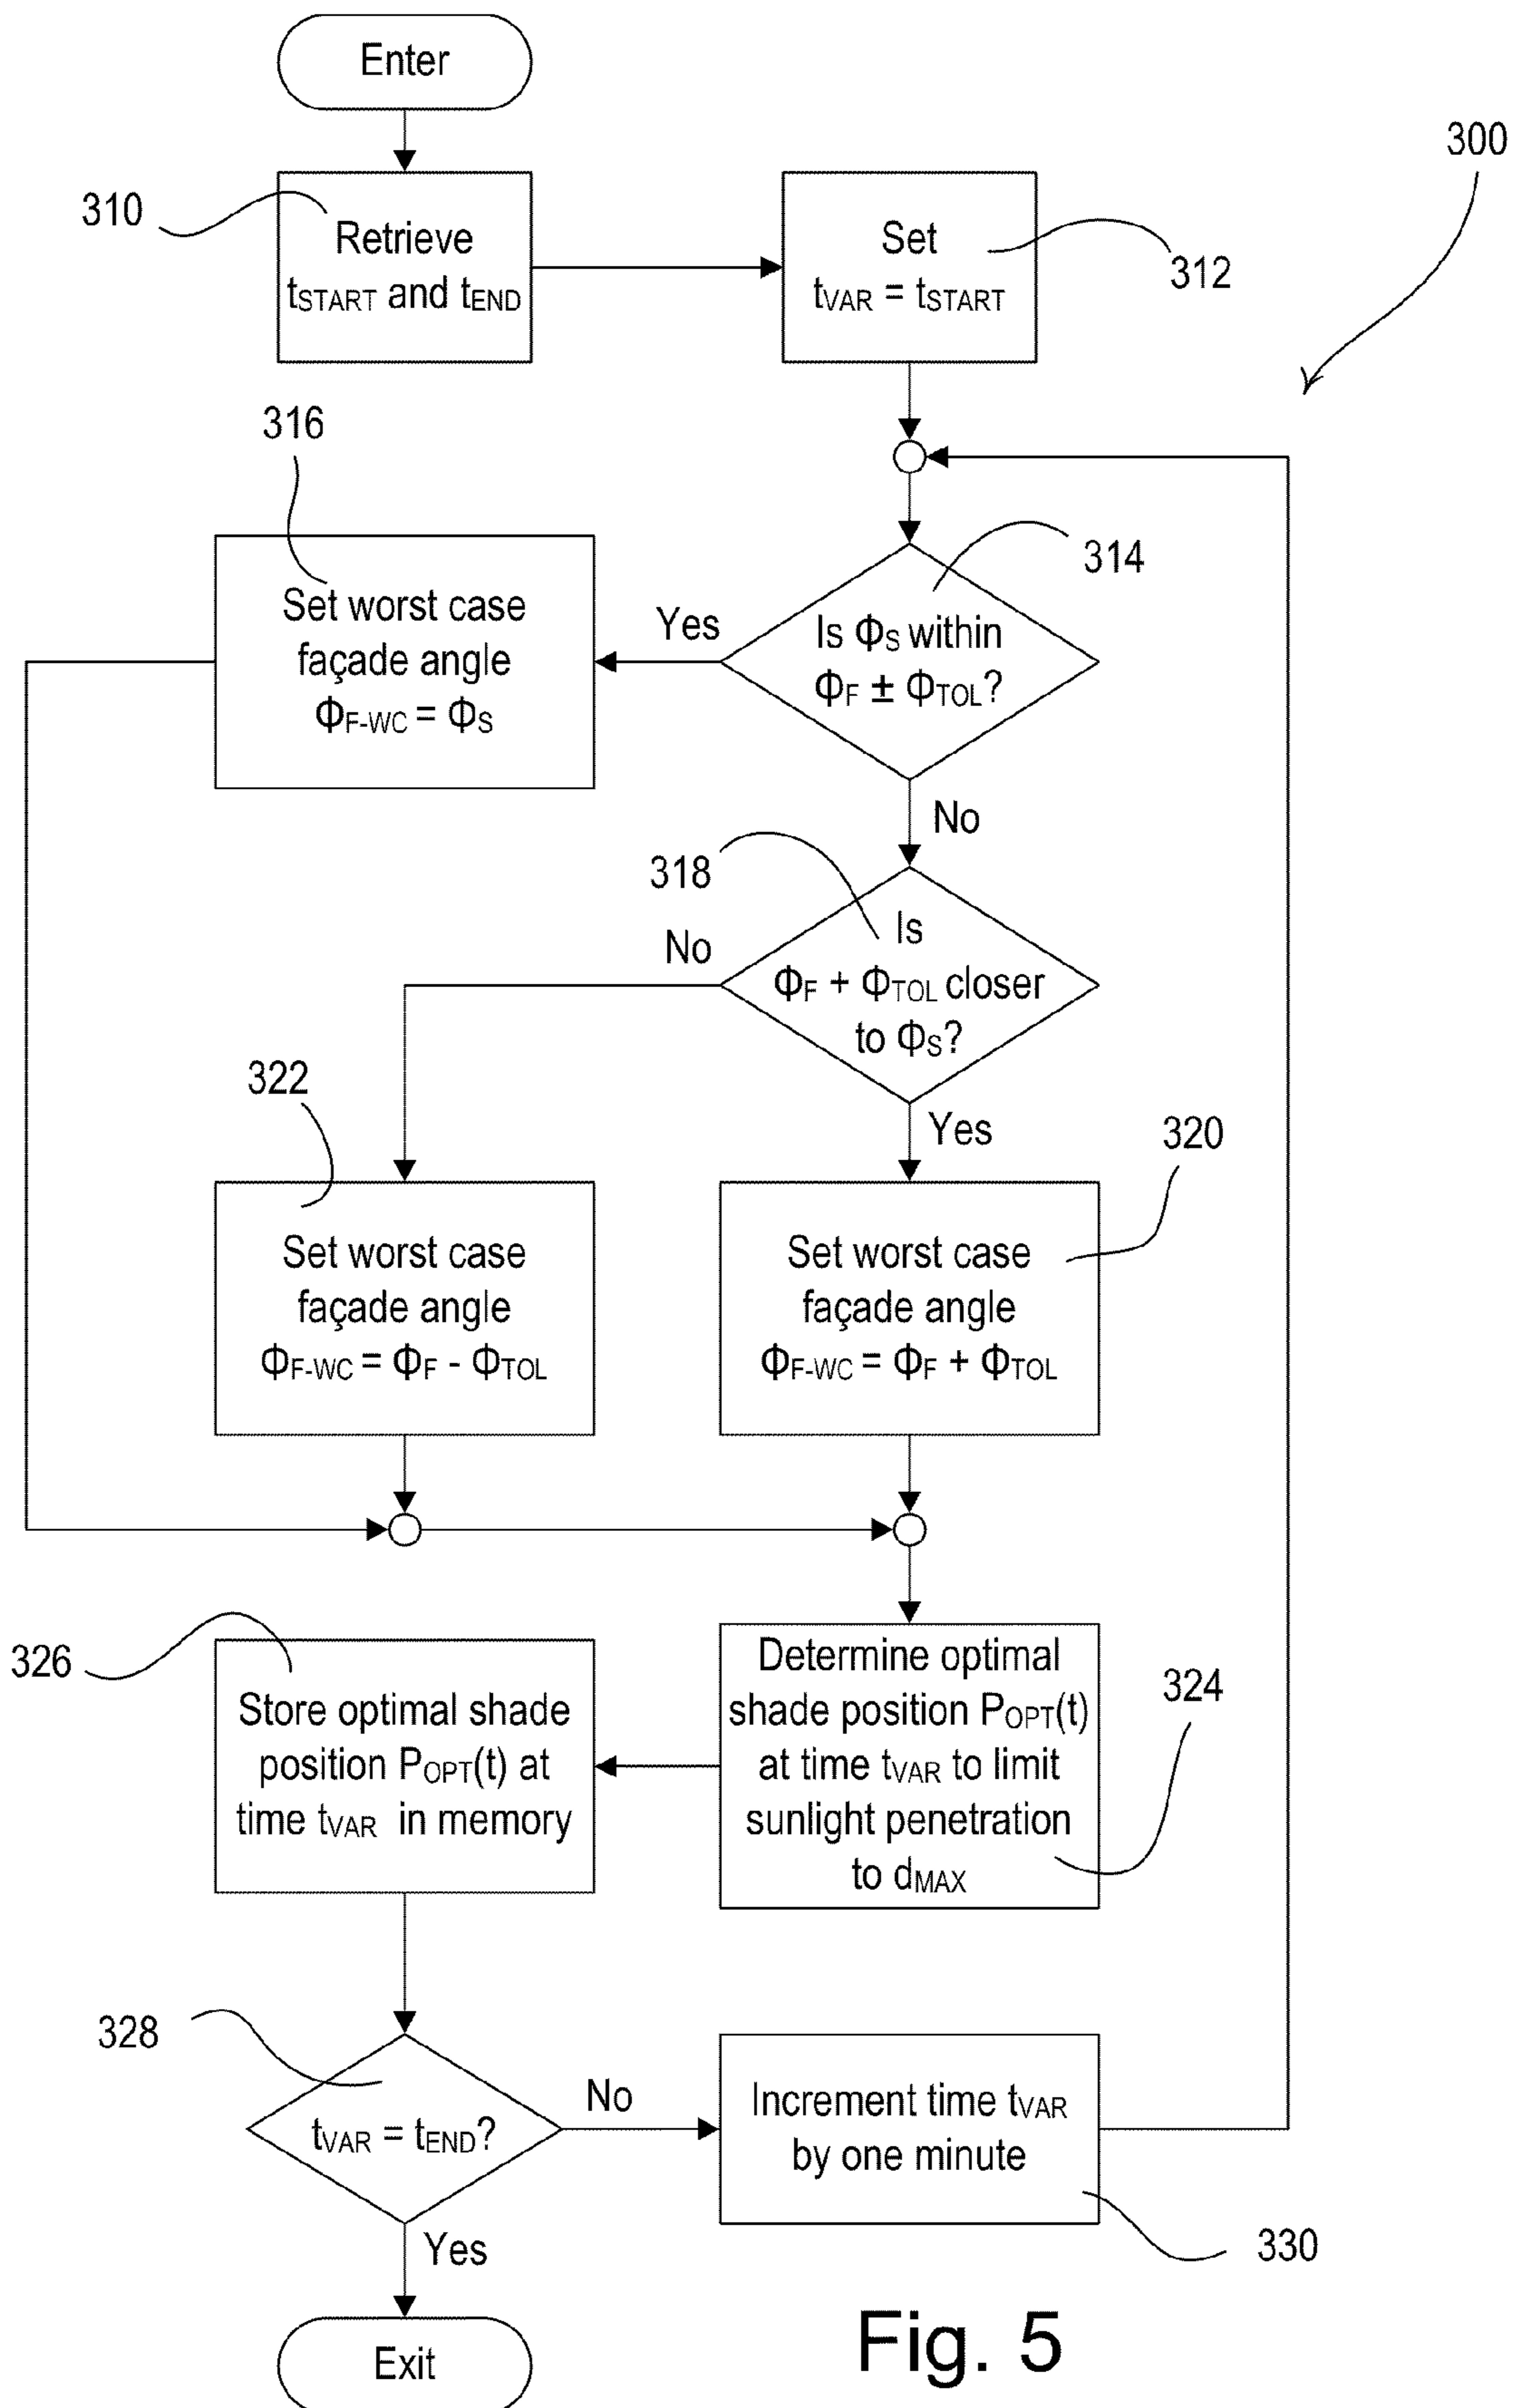 Enter
300
310
Retrieve
tSTART and tEND
Set
tVAR = tSTART
312
316
Set worst case
façade angle
ΦF-WC = ΦS
Yes
314
Is ΦS within
ΦF ± ΦTOL?
No
318
No
Is
ΦF + ΦTOL closer
to ΦS?
322
Yes
320
Set worst case
façade angle
ΦF-WC = ΦF - ΦTOL
Set worst case
façade angle
ΦF-WC = ΦF + ΦTOL
326
Store optimal shade
position POPT(t) at
time tVAR in memory
Determine optimal
shade position POPT(t)
at time tVAR to limit
sunlight penetration
to dMAX
324
328
tVAR = tEND?
No
Increment time tVAR
by one minute
330
Yes
Exit
Fig. 5